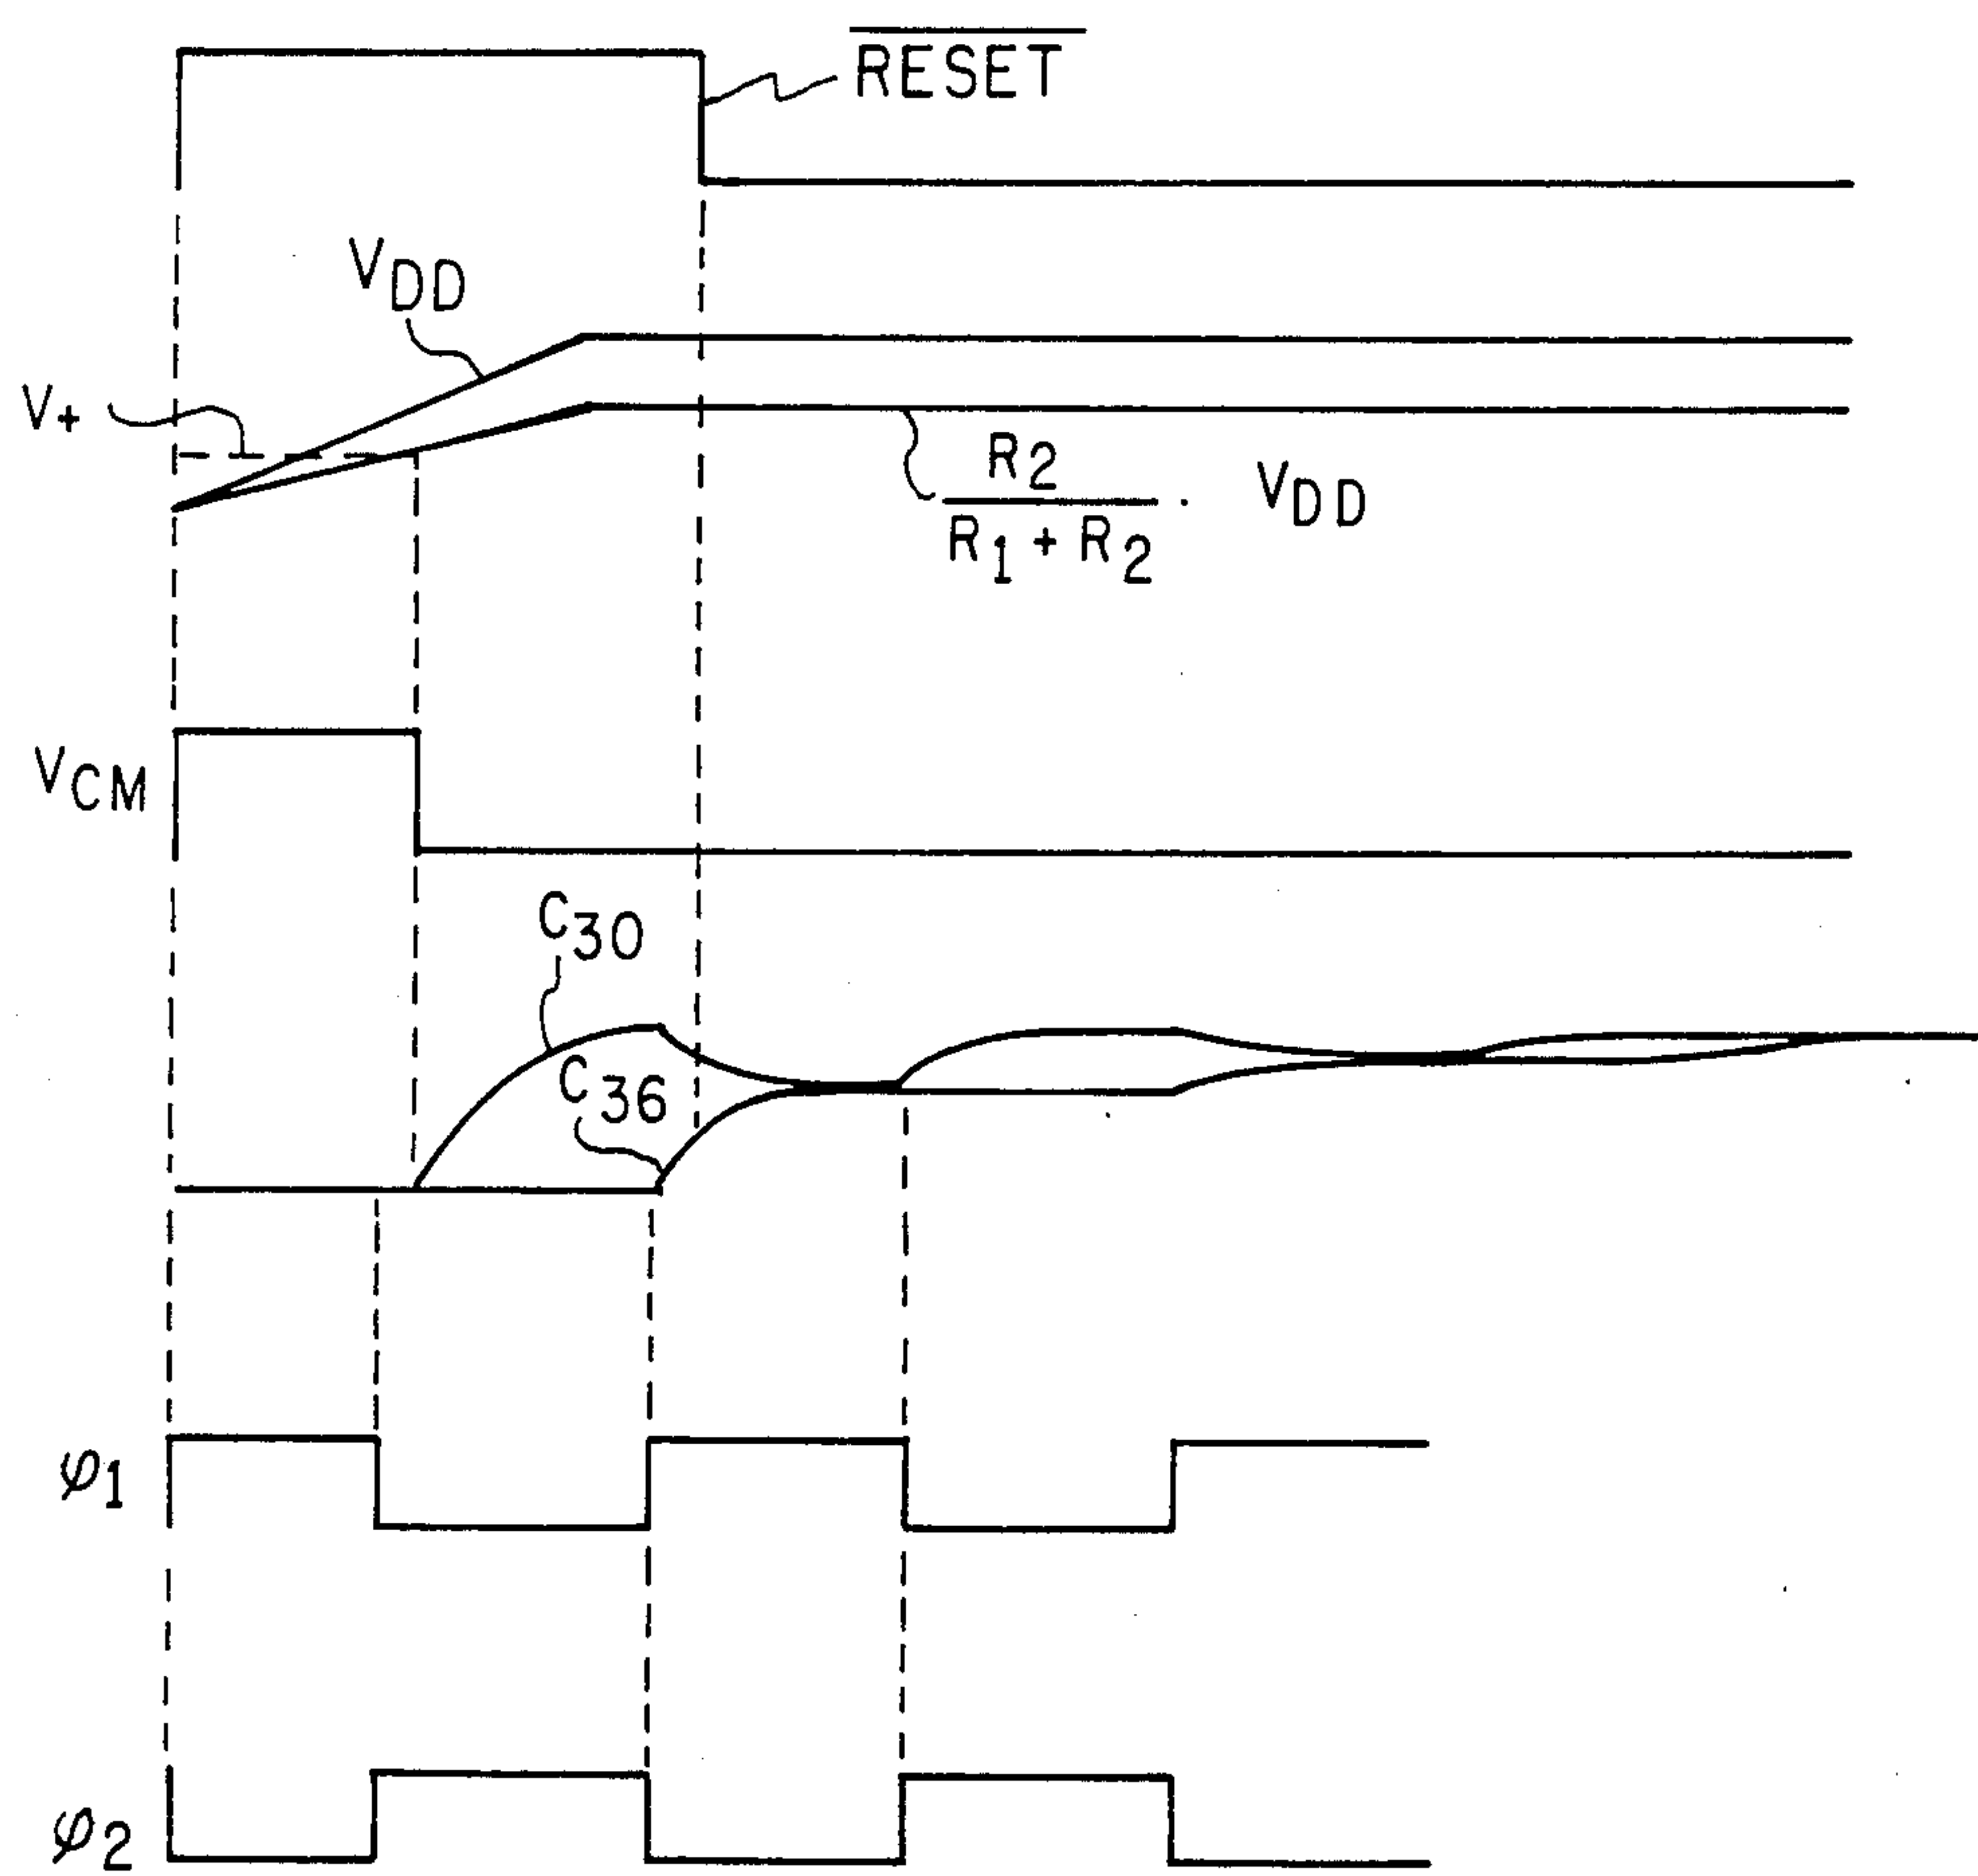 RESET
VDD
V+
R2
R1 + R2
· VDD
VCM
C30
C36
φ1
φ2